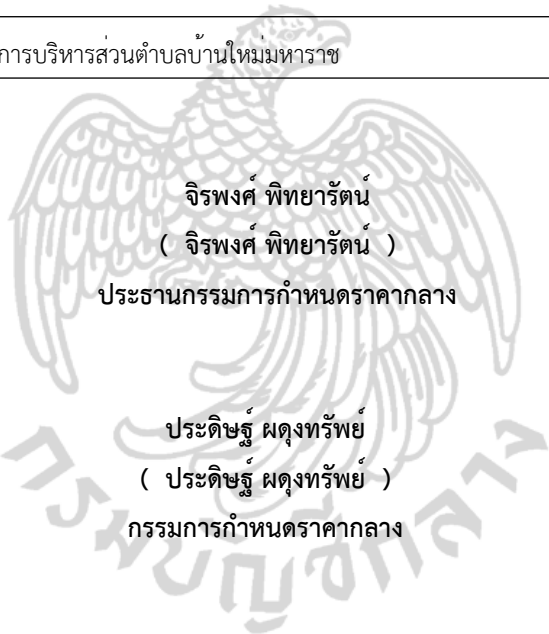 การบริหารส่วนตำบลบ้านใหม่มหาราช
จิรพงศ์ พิทยารัตน์
( จิรพงศ์ พิทยารัตน์ )
ประธานกรรมการกำหนดราคากลาง
ประดิษฐ์ ผดุงทรัพย์
( ประดิษฐ์ ผดุงทรัพย์ )
กรรมการกำหนดราคากลาง
กรมบัญชีกลาง